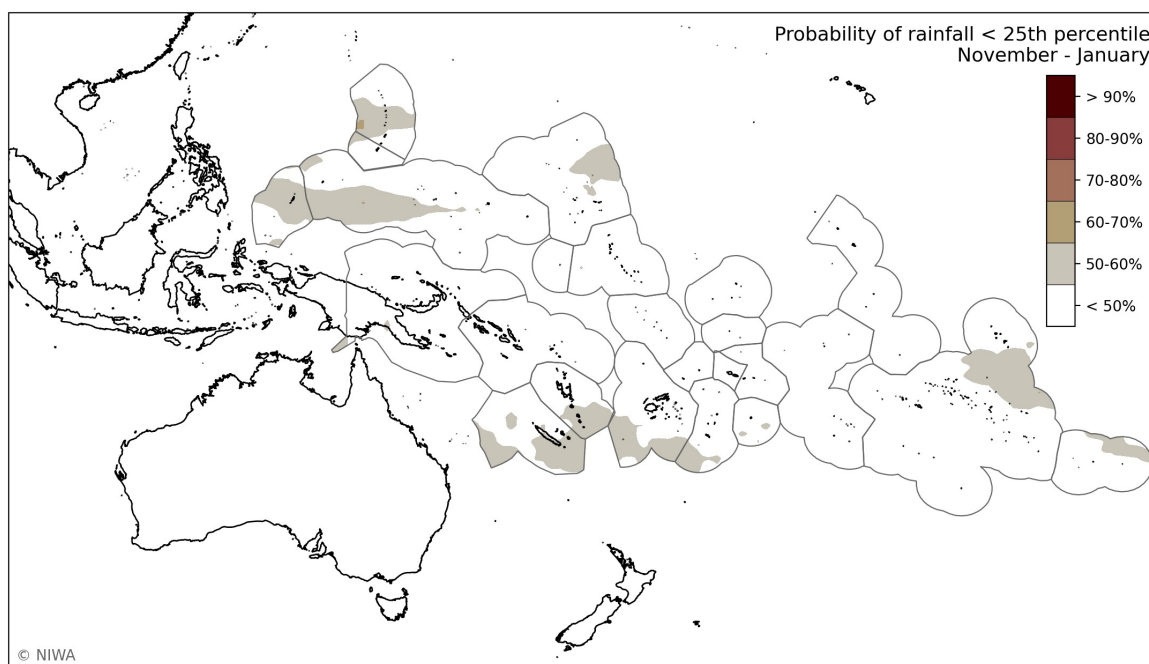 Probability of rainfall < 25th percentile
November - January
> 90%
80-90%
70-80%
60-70%
50-60%
< 50%
© NIWA